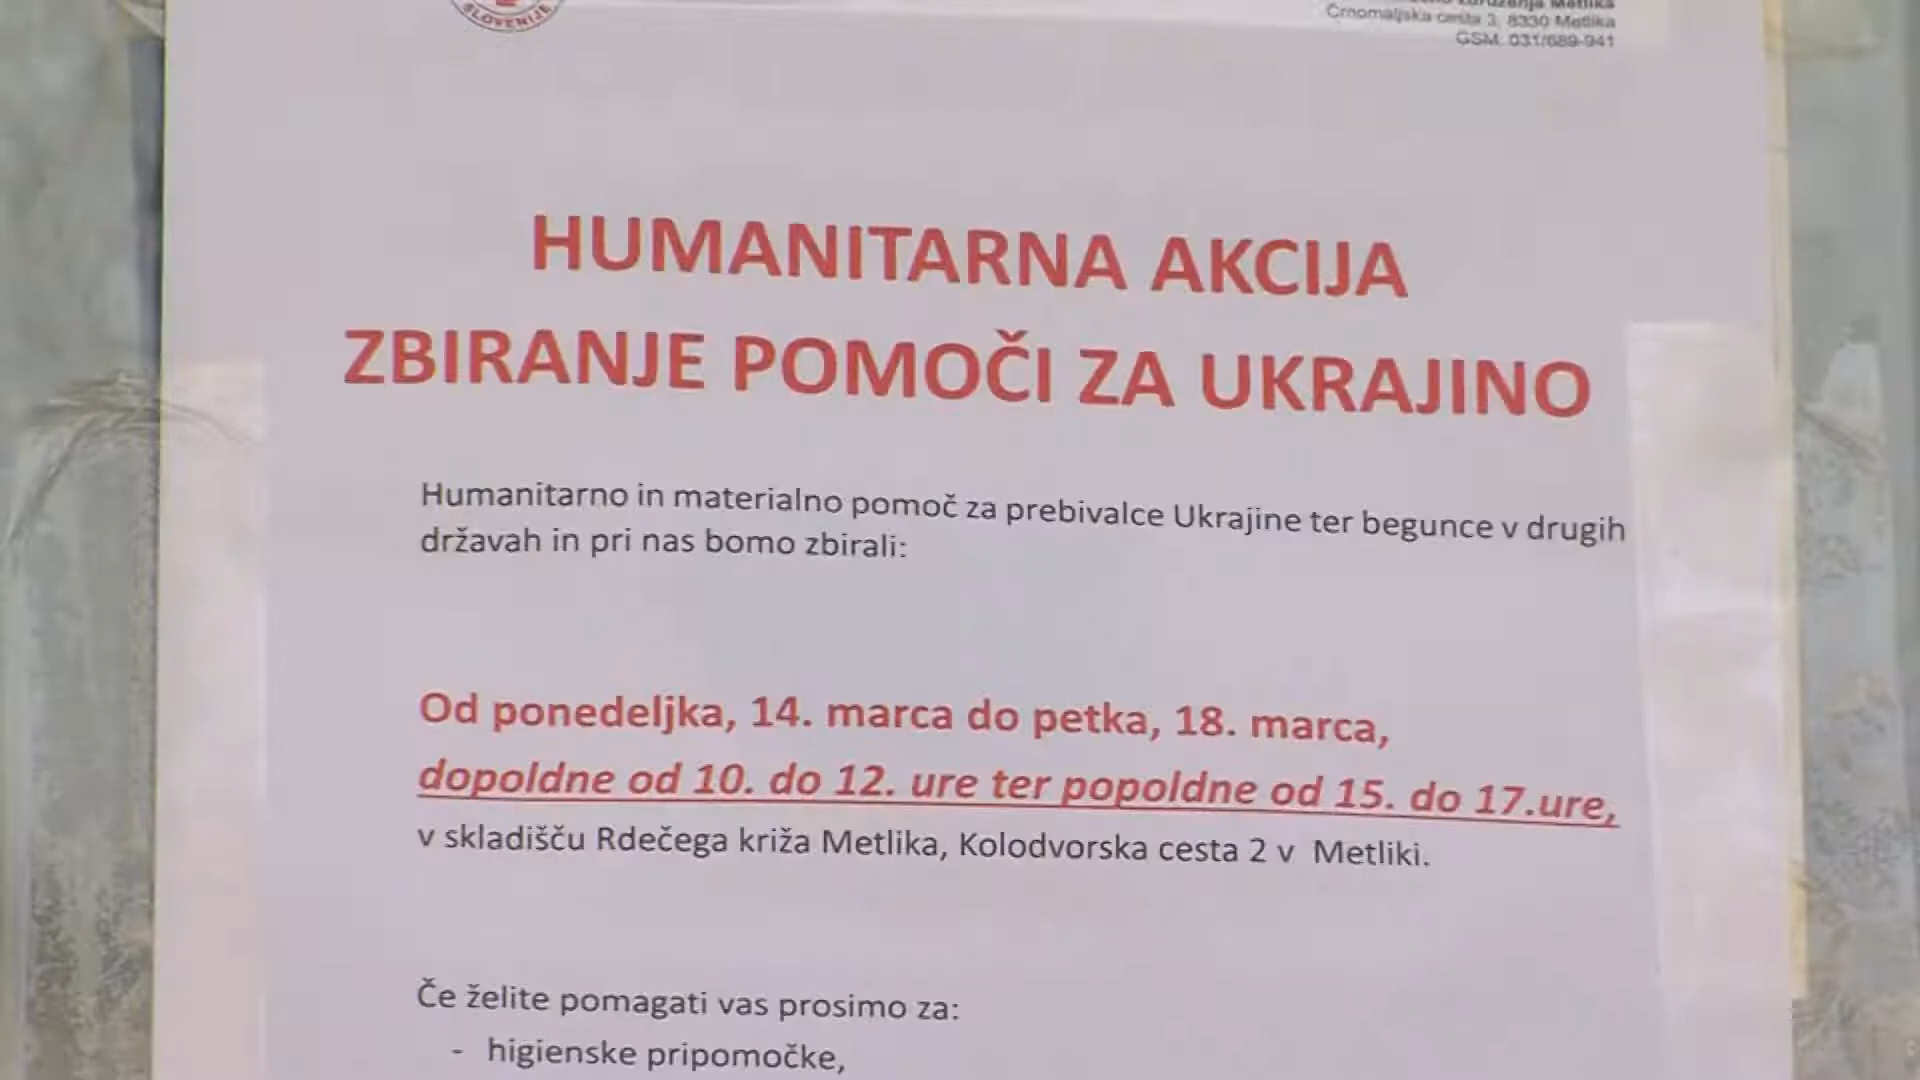 SLOVENIJE
Metlika
Črnomaljska cesta 3, 8330 Metlika
GSM: 031/689-941
HUMANITARNA AKCIJA
ZBIRANJE POMOČI ZA UKRAJINO
Humanitarno in materialno pomoč za prebivalce Ukrajine ter begunce v drugih
državah in pri nas bomo zbirali:
Od ponedeljka, 14. marca do petka, 18. marca,
dopoldne od 10. do 12. ure ter popoldne od 15. do 17.ure,
v skladišču Rdečega križa Metlika, Kolodvorska cesta 2 v Metliki.
Če želite pomagati vas prosimo za:
- higienske pripomočke,